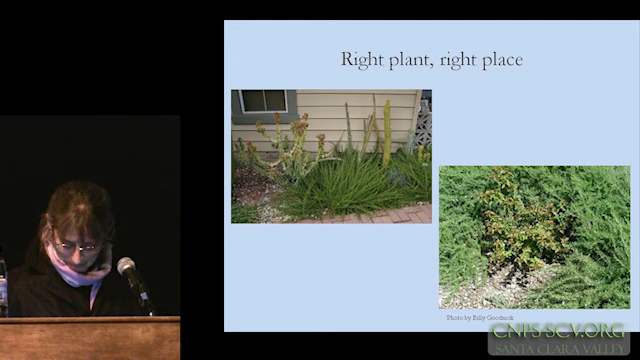 Right plant, right place
Photo by Billy Goodnick
CNPS-SCV.ORG
SANTA CLARA VALLEY